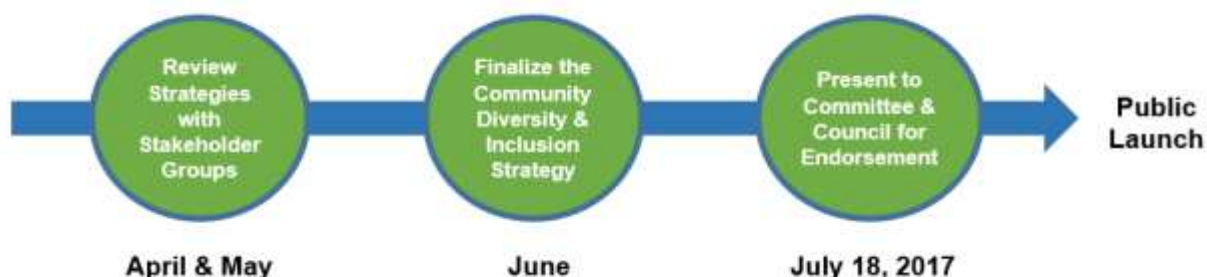 Review
Strategies
with
Stakeholder
Groups
Finalize the
Community
Diversity &
Inclusion
Strategy
Present to
Committee &
Council for
Endorsement
Public
Launch
April & May
June
July 18, 2017